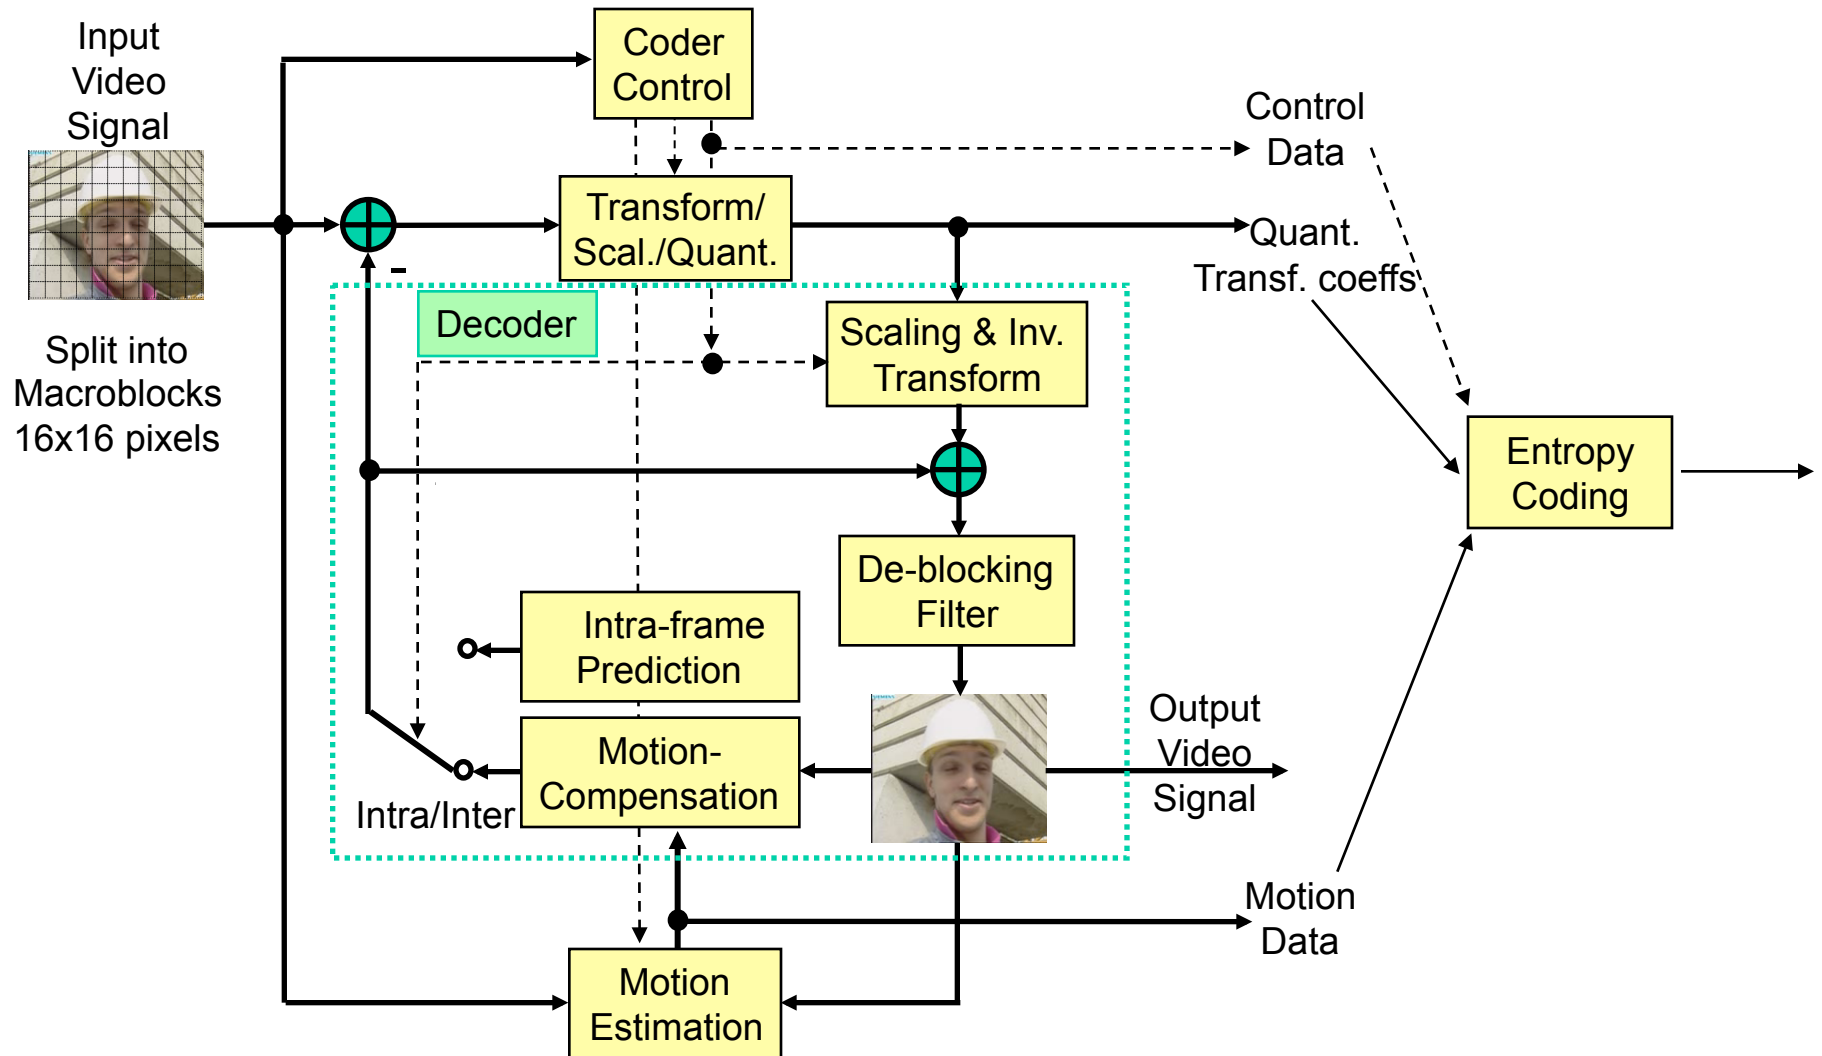 Input
Video
Signal
Coder
Control
Control
Data
Transform/
Scal./Quant.
-
Quant.
Transf. coeffs
Decoder
Scaling & Inv.
Transform
Split into
Macroblocks
16x16 pixels
Entropy
Coding
De-blocking
Filter
Intra-frame
Prediction
Motion-
Compensation
Intra/Inter
Output
Video
Signal
Motion
Data
Motion
Estimation